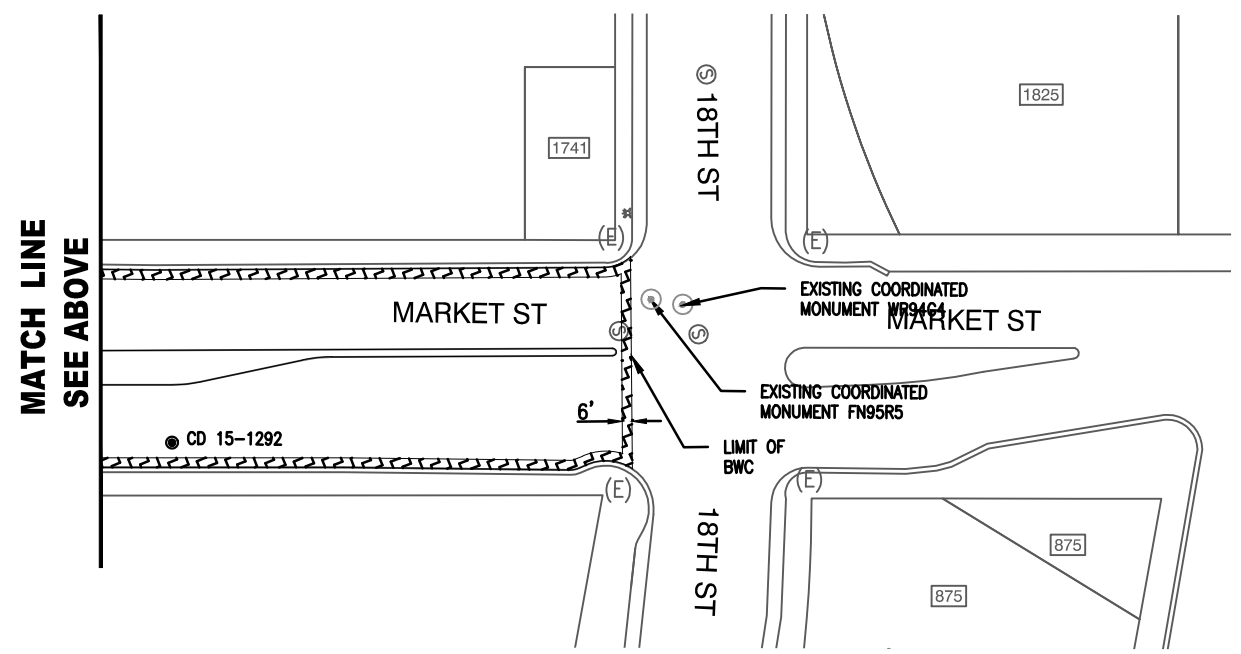 MATCH LINE
SEE ABOVE
1741
18TH ST
S
1825
(E)
(E)
MARKET ST
EXISTING COORDINATED
MONUMENT WR94G4
MARKET ST
S
S
EXISTING COORDINATED
MONUMENT FN95R5
6'
CD 15-1292
LIMIT OF
BWC
(E)
(E)
18TH ST
875
875